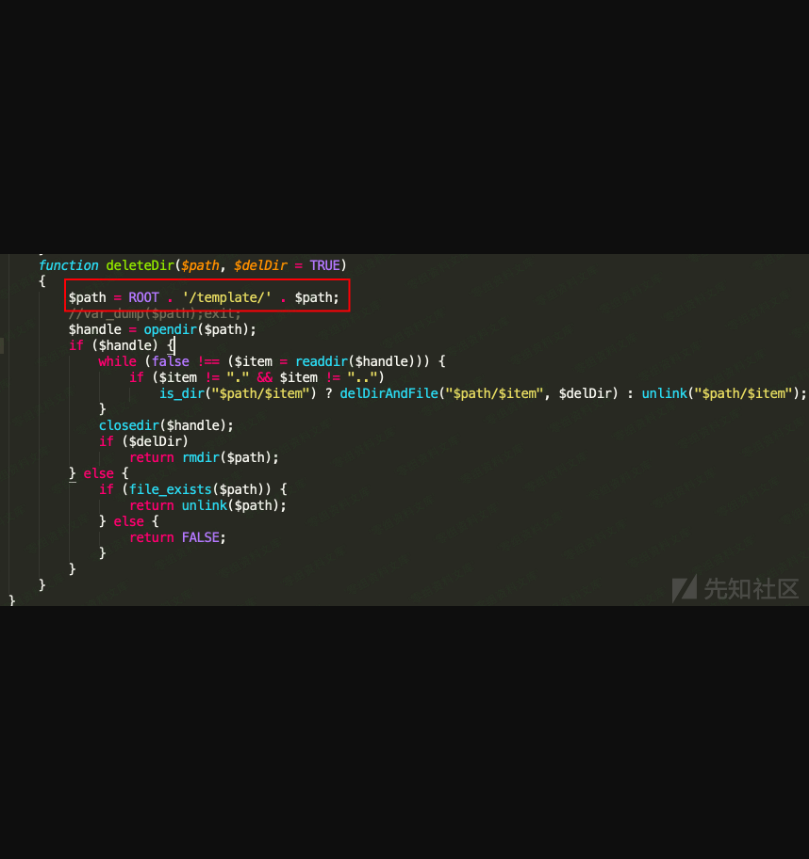 function deleteDir($path, $delDir = TRUE)
{
$path = ROOT . '/template/' . $path;
//var_dump($path);exit;
$handle = opendir($path);
if ($handle) {
while (false !== ($item = readdir($handle))) {
if ($item != "." && $item != "..")
is_dir("$path/$item") ? delDirAndFile("$path/$item", $delDir) : unlink("$path/$item");
}
closedir($handle);
if ($delDir)
return rmdir($path);
} else {
if (file_exists($path)) {
return unlink($path);
} else {
return FALSE;
}
}
}
}
先知社区